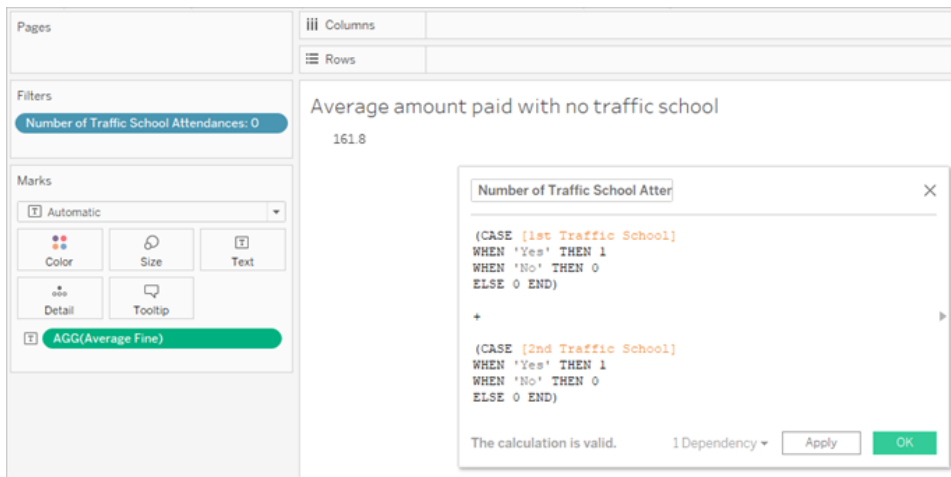 Pages
Columns
Rows
Filters
Number of Traffic School Attendances: 0
Average amount paid with no traffic school
161.8
Marks
Automatic
Color
Size
Text
Detail
Tooltip
AGG(Average Fine)
Number of Traffic School Atter
(CASE [1st Traffic School]
WHEN 'Yes' THEN 1
WHEN 'No' THEN 0
ELSE 0 END)
+
(CASE [2nd Traffic School]
WHEN 'Yes' THEN 1
WHEN 'No' THEN 0
ELSE 0 END)
The calculation is valid. 1 Dependency Apply OK